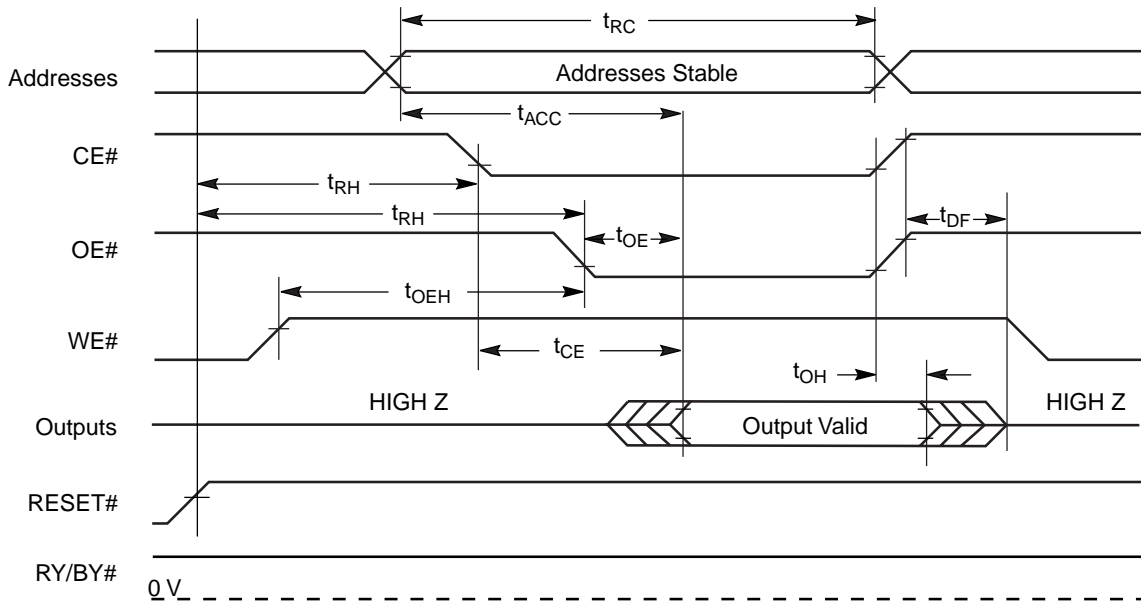 tRC
Addresses
Addresses Stable
tACC
CE#
tRH
tRH
tOE
tDF
OE#
tOEH
WE#
tCE
tOH
HIGH Z
HIGH Z
Outputs
Output Valid
RESET#
RY/BY#
0 V